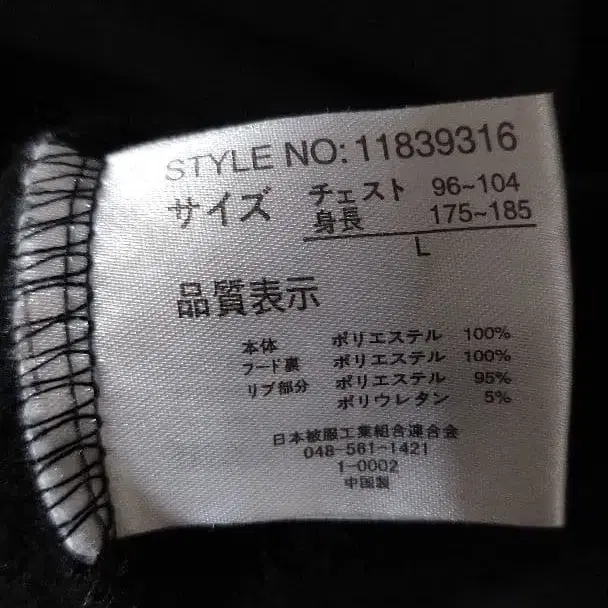 STYLE NO: 11839316
サイズ チェスト 96~104
身長 175~185
L
品質表示
本体 ポリエステル 100%
フード裏 ポリエステル 100%
リブ部分 ポリエステル 95%
ポリウレタン 5%
日本被服工業組合連合会
048-561-1421
1-0002
中国製